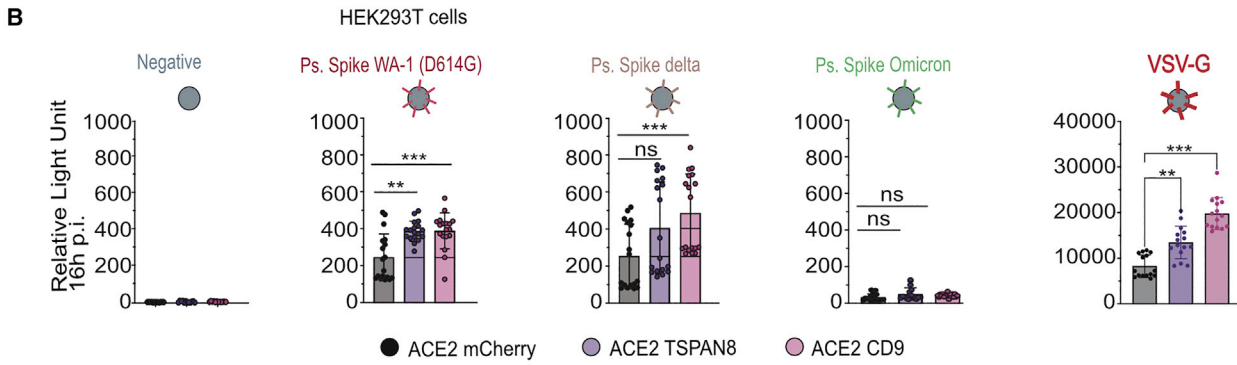 B
HEK293T cells
Negative
Ps. Spike WA-1 (D614G)
Ps. Spike delta
Ps. Spike Omicron
VSV-G
Relative Light Unit
16h p.i.
1000
800
600
400
200
0
1000
800
600
400
200
0
***
**
1000
800
600
400
200
0
***
ns
1000
800
600
400
200
0
ns
ns
40000
30000
20000
10000
0
***
**
ACE2 mCherry
ACE2 TSPAN8
ACE2 CD9